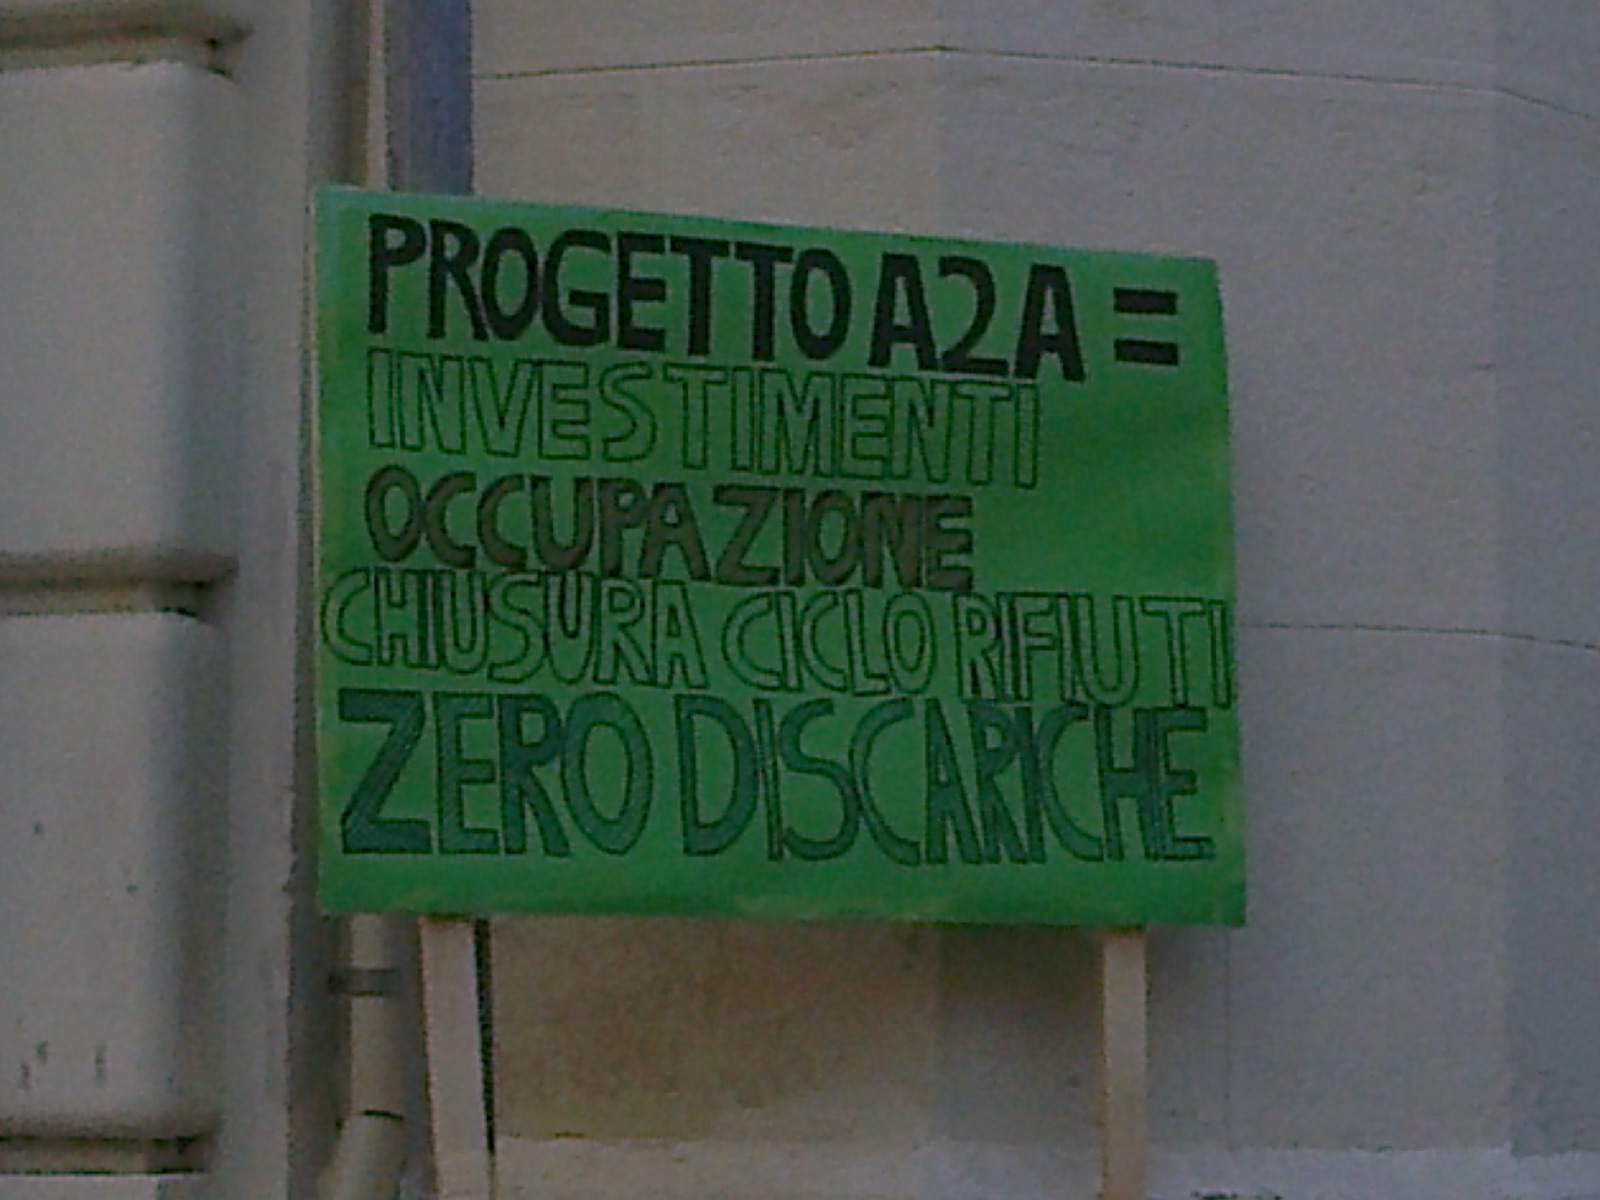 PROGETTO A2A =
INVESTIMENTI
OCCUPAZIONE
CHIUSURA CICLO RIFIUTI
ZERO DISCARICHE